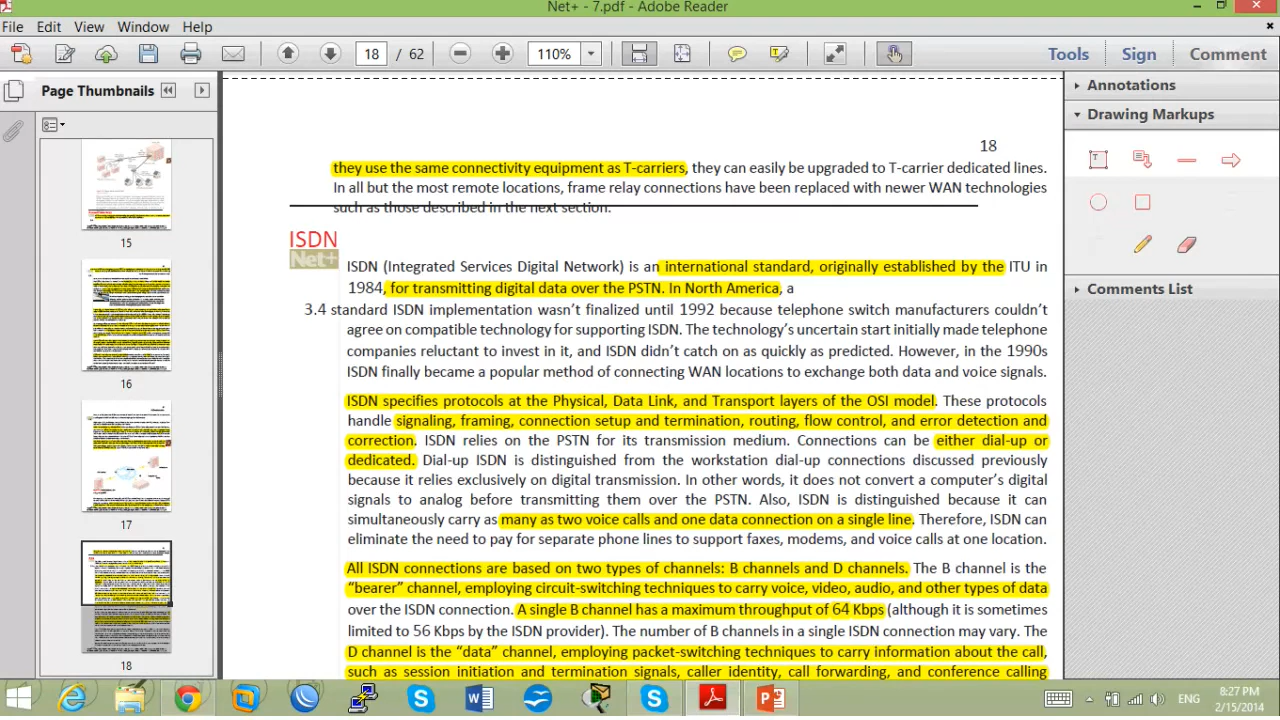 Net+ - 7.pdf - Adobe Reader
File Edit View Window Help
18 / 62
110%
Tools Sign Comment
Page Thumbnails
15
16
17
18
Annotations
Drawing Markups
T
Comments List
18
they use the same connectivity equipment as T-carriers, they can easily be upgraded to T-carrier dedicated lines.
In all but the most remote locations, frame relay connections have been replaced with newer WAN technologies
such as those described in the next section.
ISDN
Net+
ISDN (Integrated Services Digital Network) is an international standard, originally established by the ITU in
1984, for transmitting digital data over the PSTN. In North America, a
3.4 standard ISDN implementation wasn't finalized until 1992 because telephone switch manufacturers couldn't
agree on compatible technology for supporting ISDN. The technology's uncertain start initially made telephone
companies reluctant to invest in it, and ISDN didn't catch on as quickly as predicted. However, in the 1990s
ISDN finally became a popular method of connecting WAN locations to exchange both data and voice signals.
ISDN specifies protocols at the Physical, Data Link, and Transport layers of the OSI model. These protocols
handle signaling, framing, connection setup and termination, routing, flow control, and error detection and
correction. ISDN relies on the PSTN for its transmission medium. Connections can be either dial-up or
dedicated. Dial-up ISDN is distinguished from the workstation dial-up connections discussed previously
because it relies exclusively on digital transmission. In other words, it does not convert a computer's digital
signals to analog before transmitting them over the PSTN. Also, ISDN is distinguished because it can
simultaneously carry as many as two voice calls and one data connection on a single line. Therefore, ISDN can
eliminate the need to pay for separate phone lines to support faxes, modems, and voice calls at one location.
All ISDN connections are based on two types of channels: B channels and D channels. The B channel is the
"bearer" channel, employing circuit-switching techniques to carry voice, video, audio, and other types of data
over the ISDN connection. A single B channel has a maximum throughput of 64 Kbps (although it is sometimes
limited to 56 Kbps by the ISDN provider). The number of B channels in a single ISDN connection may vary. The
D channel is the "data" channel, employing packet-switching techniques to carry information about the call,
such as session initiation and termination signals, caller identity, call forwarding, and conference calling
ENG
8:27 PM
2/15/2014